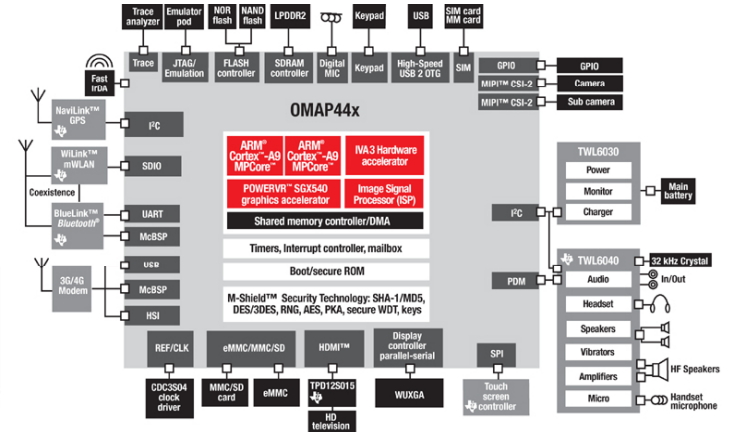 Trace
analyzer
Emulator
pod
NOR
flash
NAND
flash
LPDDR2
Keypad
USB
SIM card
MM card
Trace
JTAG/
Emulation
FLASH
controller
SDRAM
controller
Digital
MIC
Keypad
High-Speed
USB 2 OTG
SIM
GPIO
GPIO
MIPI™ CSI-2
Camera
MIPI™ CSI-2
Sub camera
Fast
IrDA
NaviLink™
GPS
I²C
WiLink™
mWLAN
SDIO
Coexistence
BlueLink™
Bluetooth®
UART
McBSP
USB
3G/4G
Modem
McBSP
HSI
OMAP44x
ARM®
Cortex™-A9
MPCore™
ARM®
Cortex™-A9
MPCore™
IVA3 Hardware
accelerator
POWERVR™ SGX540
graphics accelerator
Image Signal
Processor (ISP)
Shared memory controller/DMA
Timers, Interrupt controller, mailbox
Boot/secure ROM
M-Shield™ Security Technology: SHA-1/MD5,
DES/3DES, RNG, AES, PKA, secure WDT, keys
I²C
PDM
TWL6030
Power
Monitor
Charger
Main
battery
TWL6040
32 kHz Crystal
Audio
In/Out
Headset
Speakers
Vibrators
Amplifiers
HF Speakers
Micro
Handset
microphone
REF/CLK
eMMC/MMC/SD
HDMI™
Display
controller
parallel-serial
SPI
CDC3S04
clock
driver
MMC/SD
card
eMMC
TPD12S015
HD
television
WUXGA
Touch
screen
controller